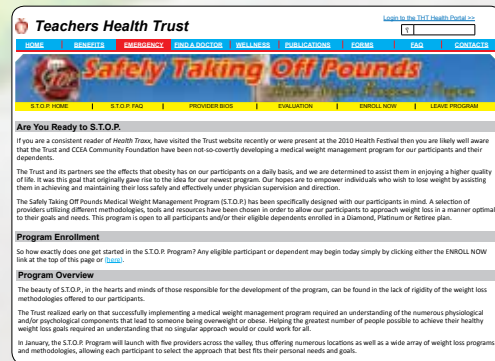 Login to the THT Health Portal >>
Teachers Health Trust
HOME BENEFITS EMERGENCY FIND A DOCTOR WELLNESS PUBLICATIONS FORMS FAQ CONTACTS
Safely Taking Off Pounds
S.T.O.P. HOME | S.T.O.P. FAQ | PROVIDER BIOS | EVALUATION | ENROLL NOW | LEAVE PROGRAM
Are You Ready to S.T.O.P.
If you are a consistent reader of Health Traxx, have visited the Trust website recently or were present at the 2010 Health Festival then you are likely well aware
that the Trust and CCEA Community Foundation have been not-so-covertly developing a medical weight management program for our participants and their
dependents.
The Trust and its partners see the effects that obesity has on our participants on a daily basis, and we are determined to assist them in enjoying a higher quality
of life. It was this goal that originally gave rise to the idea for our newest program. Our hopes are to empower individuals who wish to lose weight by assisting
them in achieving and maintaining their loss safely and effectively under physician supervision and direction.
The Safely Taking Off Pounds Medical Weight Management Program (S.T.O.P.) has been specifically designed with our participants in mind. A selection of
providers utilizing different methodologies, tools and resources have been chosen in order to allow our participants to approach weight loss in a manner optimal
to their goals and needs. This program is open to all participants and/or their eligible dependents enrolled in a Diamond, Platinum or Retiree plan.
Program Enrollment
So how exactly does one get started in the S.T.O.P. Program? Any eligible participant or dependent may begin today simply by clicking either the ENROLL NOW
link at the top of this page or (here).
Program Overview
The beauty of S.T.O.P., in the hearts and minds of those responsible for the development of the program, can be found in the lack of rigidity of the weight loss
methodologies offered to our participants.
The Trust realized early on that successfully implementing a medical weight management program required an understanding of the numerous physiological
and/or psychological components that lead to someone being overweight or obese. Helping the greatest number of people possible to achieve their healthy
weight loss goals required an understanding that no singular approach would or could work for all.
In January, the S.T.O.P. Program will launch with five providers across the valley, thus offering numerous locations as well as a wide array of weight loss programs
and methodologies, allowing each participant to select the approach that best fits their personal needs and goals.